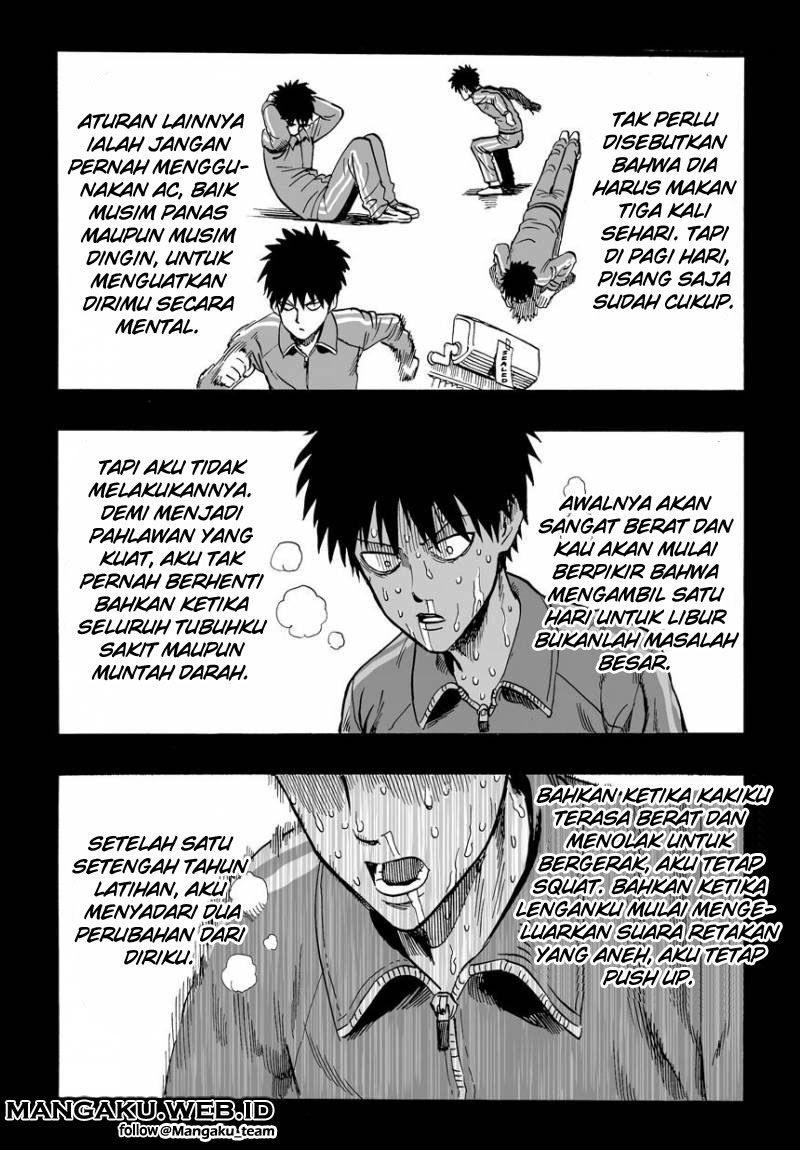 TAK PERLU
DISEBUTKAN
BAHWA DIA
HARUS MAKAN
TIGA KALI
SEHARI. TAPI
DI PAGI HARI,
PISANG SAJA
SUDAH CUKUP.
ATURAN LAINNYA
IALAH JANGAN
PERNAH MENGGU-
NAKAN AC, BAIK
MUSIM PANAS
MAUPUN MUSIM
DINGIN, UNTUK
MENGUATKAN
DIRIMU SECARA
MENTAL.
SEALED
AWALNYA AKAN
SANGAT BERAT DAN
KAU AKAN MULAI
BERPIKIR BAHWA
MENGAMBIL SATU
HARI UNTUK LIBUR
BUKANLAH MASALAH
BESAR.
TAPI AKU TIDAK
MELAKUKANNYA.
DEMI MENJADI
PAHLAWAN YANG
KUAT, AKU TAK
PERNAH BERHENTI
BAHKAN KETIKA
SELURUH TUBUHKU
SAKIT MAUPUN
MUNTAH DARAH.
BAHKAN KETIKA KAKIKU
TERASA BERAT DAN
MENOLAK UNTUK
BERGERAK, AKU TETAP
SQUAT. BAHKAN KETIKA
LENGANKU MULAI MENGE-
LUARKAN SUARA RETAKAN
YANG ANEH, AKU TETAP
PUSH UP.
SETELAH SATU
SETENGAH TAHUN
LATIHAN, AKU
MENYADARI DUA
PERUBAHAN DARI
DIRIKU.
MANGAKU.WEB.ID
follow @Mangaku_team